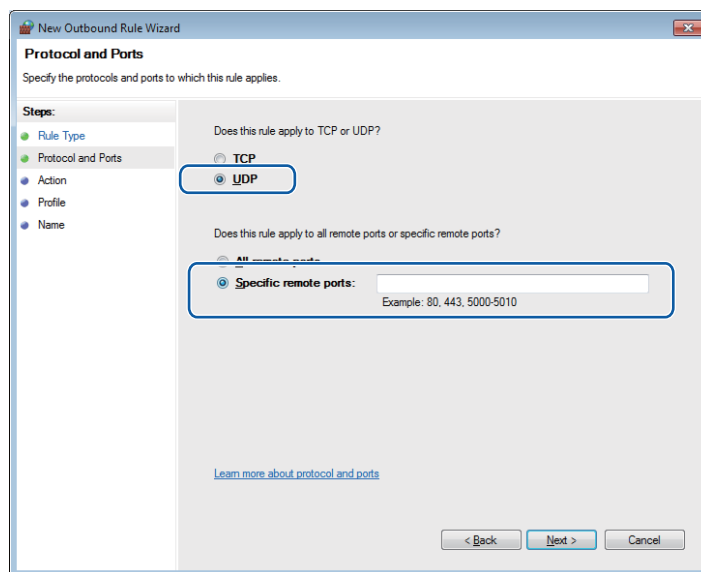 New Outbound Rule Wizard
Protocol and Ports
Specify the protocols and ports to which this rule applies.
Steps:
Rule Type
Protocol and Ports
Action
Profile
Name
Does this rule apply to TCP or UDP?
TCP
UDP
Does this rule apply to all remote ports or specific remote ports?
All remote ports
Specific remote ports:
Example: 80, 443, 5000-5010
Learn more about protocol and ports
< Back
Next >
Cancel